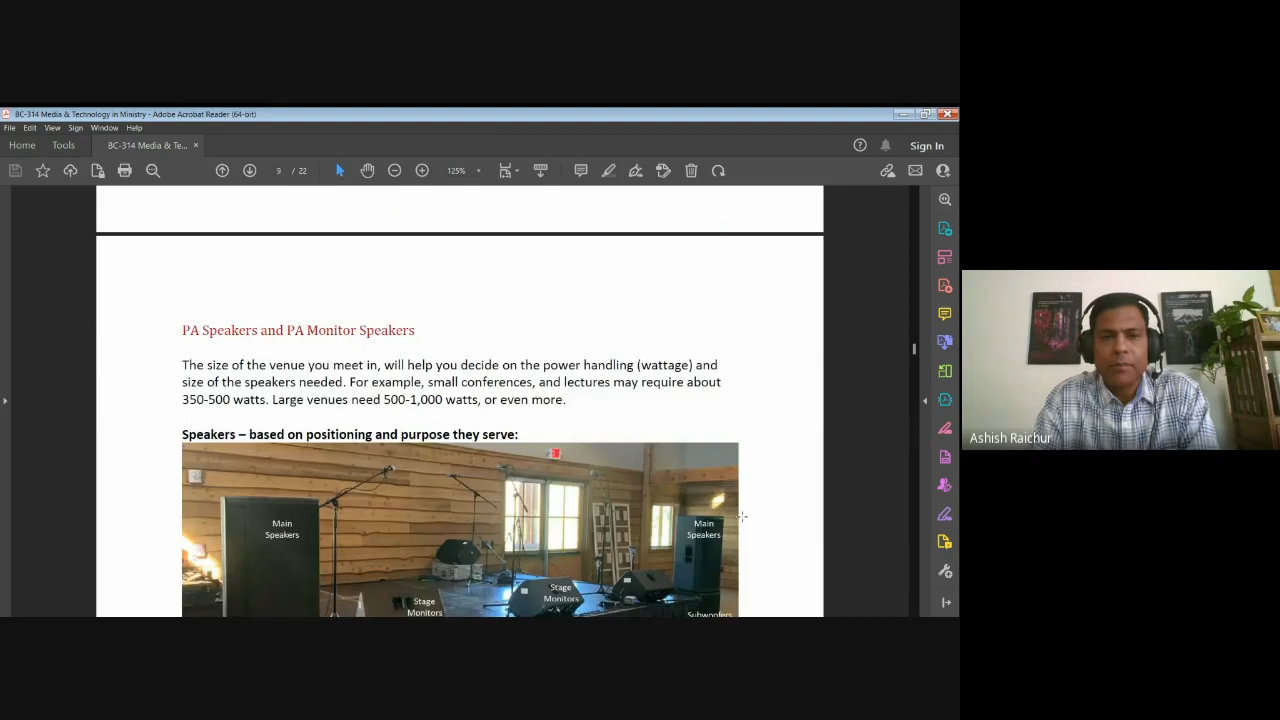 BC-314 Media & Technology in Ministry - Adobe Acrobat Reader (64-bit)
File Edit View Sign Window Help
Home Tools BC-314 Media & Te... × Sign In
9 / 22 125%
PA Speakers and PA Monitor Speakers
The size of the venue you meet in, will help you decide on the power handling (wattage) and
size of the speakers needed. For example, small conferences, and lectures may require about
350-500 watts. Large venues need 500-1,000 watts, or even more.
Speakers – based on positioning and purpose they serve:
Main
Speakers
Main
Speakers
Stage
Monitors
Stage
Monitors
Subwoofers
Ashish Raichur